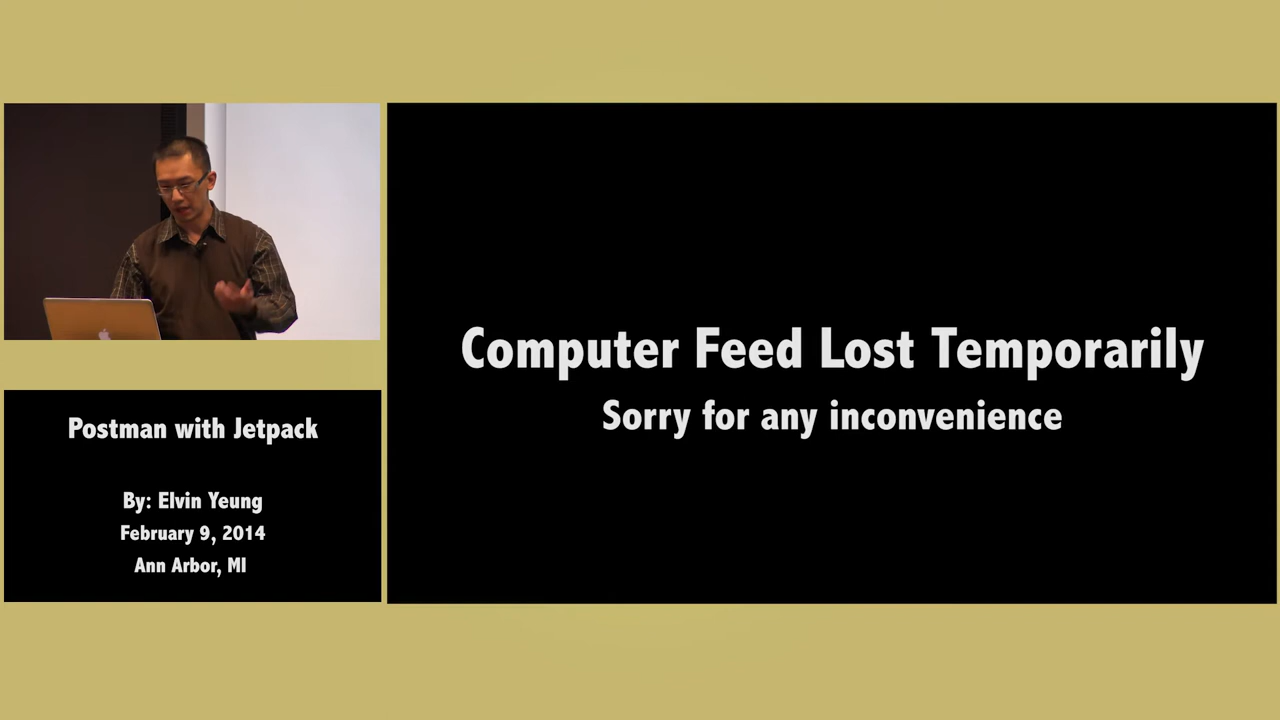 Computer Feed Lost Temporarily
Sorry for any inconvenience
Postman with Jetpack
By: Elvin Yeung
February 9, 2014
Ann Arbor, MI